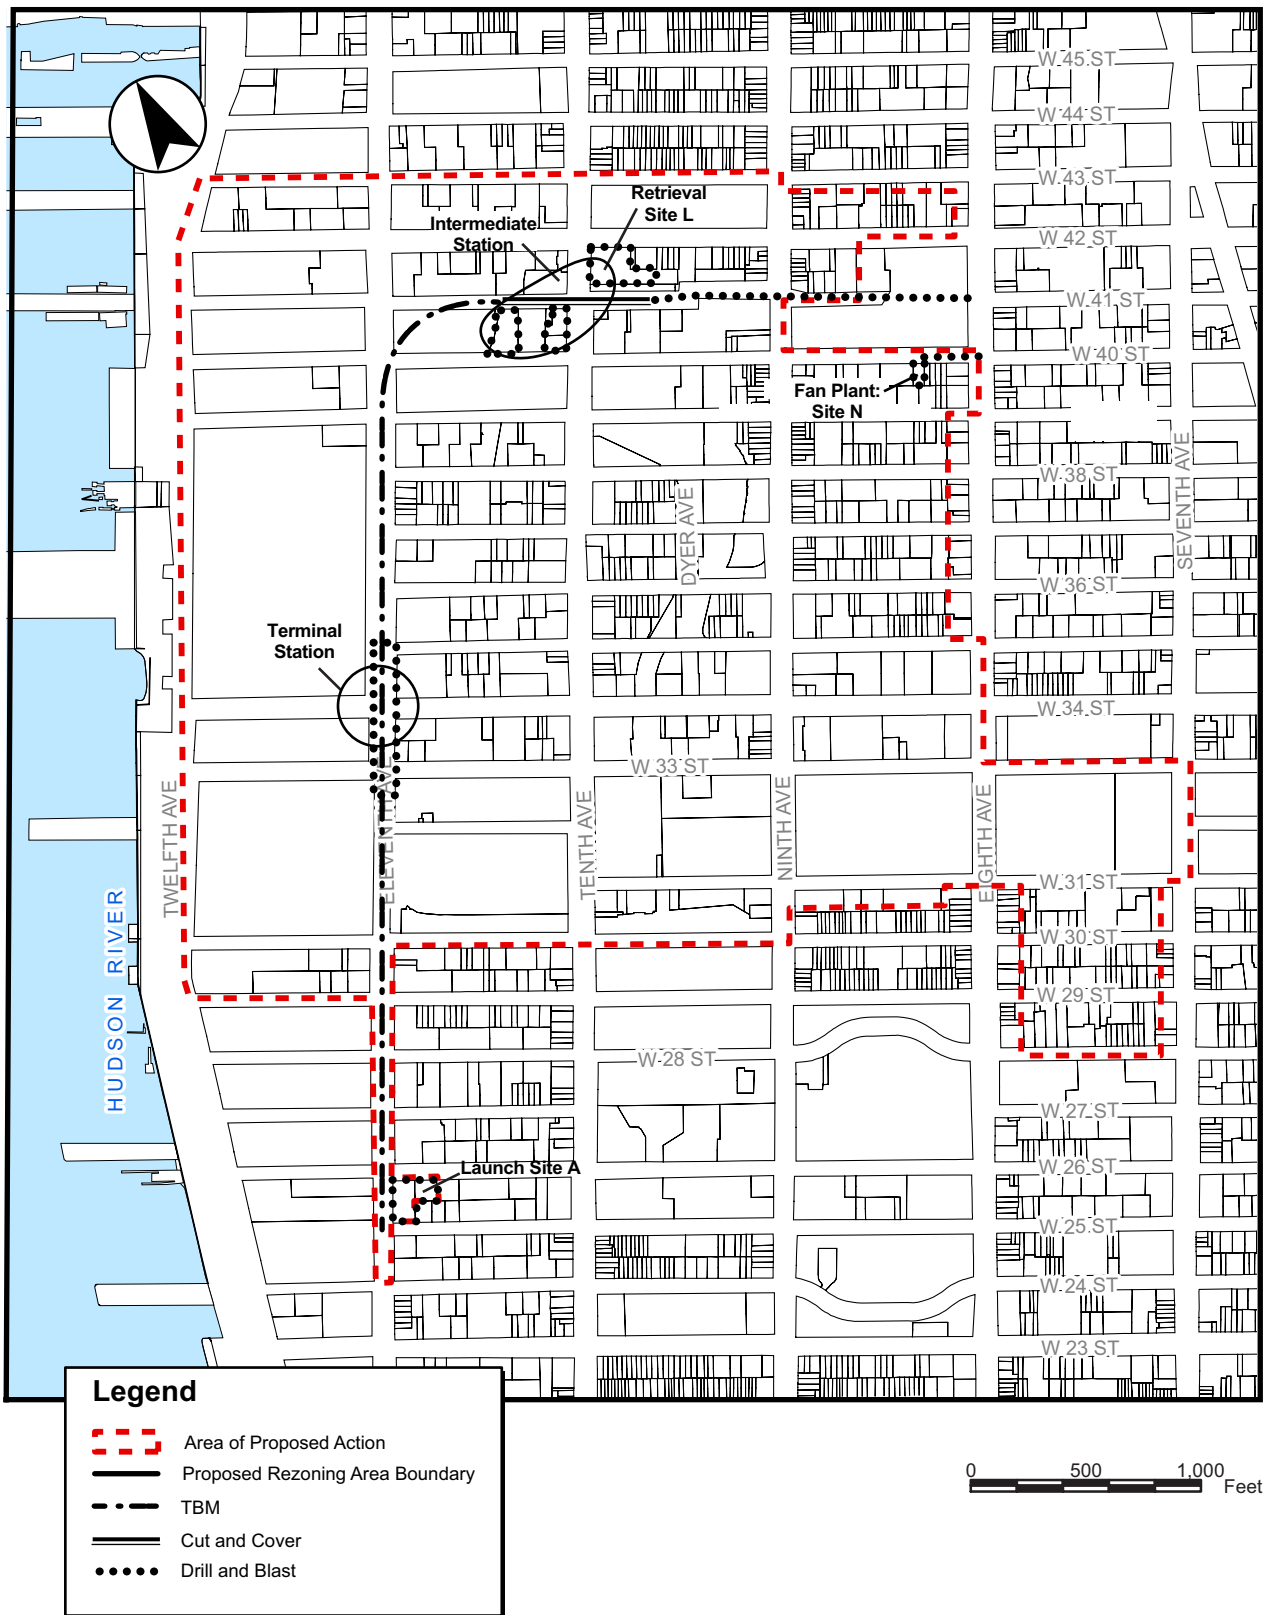 W 45 ST
W 44 ST
W 43 ST
Retrieval
Site L
Intermediate
Station
W 42 ST
W 41 ST
W 40 ST
Fan Plant:
Site N
W 38 ST
SEVENTH AVE
DYER AVE
W 36 ST
Terminal
Station
W 34 ST
W 33 ST
TWELFTH AVE
ELEVENTH AVE
TENTH AVE
NINTH AVE
EIGHTH AVE
W 31 ST
W 30 ST
HUDSON RIVER
W 29 ST
W 28 ST
W 27 ST
Launch Site A
W 26 ST
W 25 ST
W 24 ST
W 23 ST
Legend
Area of Proposed Action
Proposed Rezoning Area Boundary
TBM
Cut and Cover
Drill and Blast
0 500 1,000
Feet